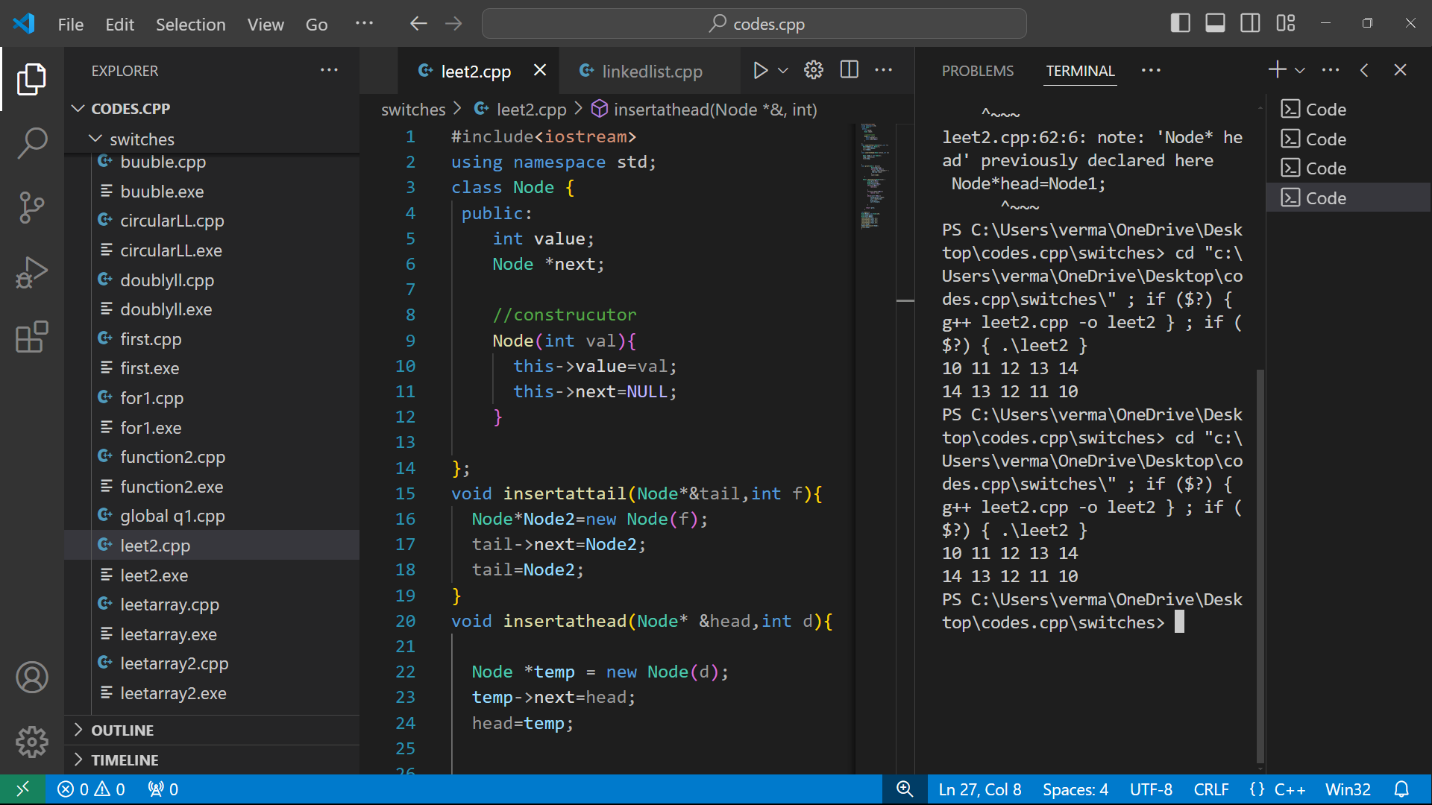 File Edit Selection View Go ···
codes.cpp
EXPLORER ···
CODES.CPP
switches
buuble.cpp
buuble.exe
circularLL.cpp
circularLL.exe
doublyll.cpp
doublyll.exe
first.cpp
first.exe
for1.cpp
for1.exe
function2.cpp
function2.exe
global q1.cpp
leet2.cpp
leet2.exe
leetarray.cpp
leetarray.exe
leetarray2.cpp
leetarray2.exe
OUTLINE
TIMELINE
leet2.cpp linkedlist.cpp
switches > leet2.cpp > insertathead(Node *&, int)
1 #include<iostream>
2 using namespace std;
3 class Node {
4 public:
5 int value;
6 Node *next;
7
8 //construcutor
9 Node(int val){
10 this->value=val;
11 this->next=NULL;
12 }
13
14 };
15 void insertattail(Node*&tail,int f){
16 Node*Node2=new Node(f);
17 tail->next=Node2;
18 tail=Node2;
19 }
20 void insertathead(Node* &head,int d){
21
22 Node *temp = new Node(d);
23 temp->next=head;
24 head=temp;
25
26
PROBLEMS TERMINAL ···
^~~~
leet2.cpp:62:6: note: 'Node* he
ad' previously declared here
Node*head=Node1;
^~~~
PS C:\Users\verma\OneDrive\Desk
top\codes.cpp\switches> cd "c:\
Users\verma\OneDrive\Desktop\co
des.cpp\switches\" ; if ($?) {
g++ leet2.cpp -o leet2 } ; if (
$?) { .\leet2 }
10 11 12 13 14
14 13 12 11 10
PS C:\Users\verma\OneDrive\Desk
top\codes.cpp\switches> cd "c:\
Users\verma\OneDrive\Desktop\co
des.cpp\switches\" ; if ($?) {
g++ leet2.cpp -o leet2 } ; if (
$?) { .\leet2 }
10 11 12 13 14
14 13 12 11 10
PS C:\Users\verma\OneDrive\Desk
top\codes.cpp\switches>
Code
Code
Code
Code
0 0 0 Ln 27, Col 8 Spaces: 4 UTF-8 CRLF {} C++ Win32